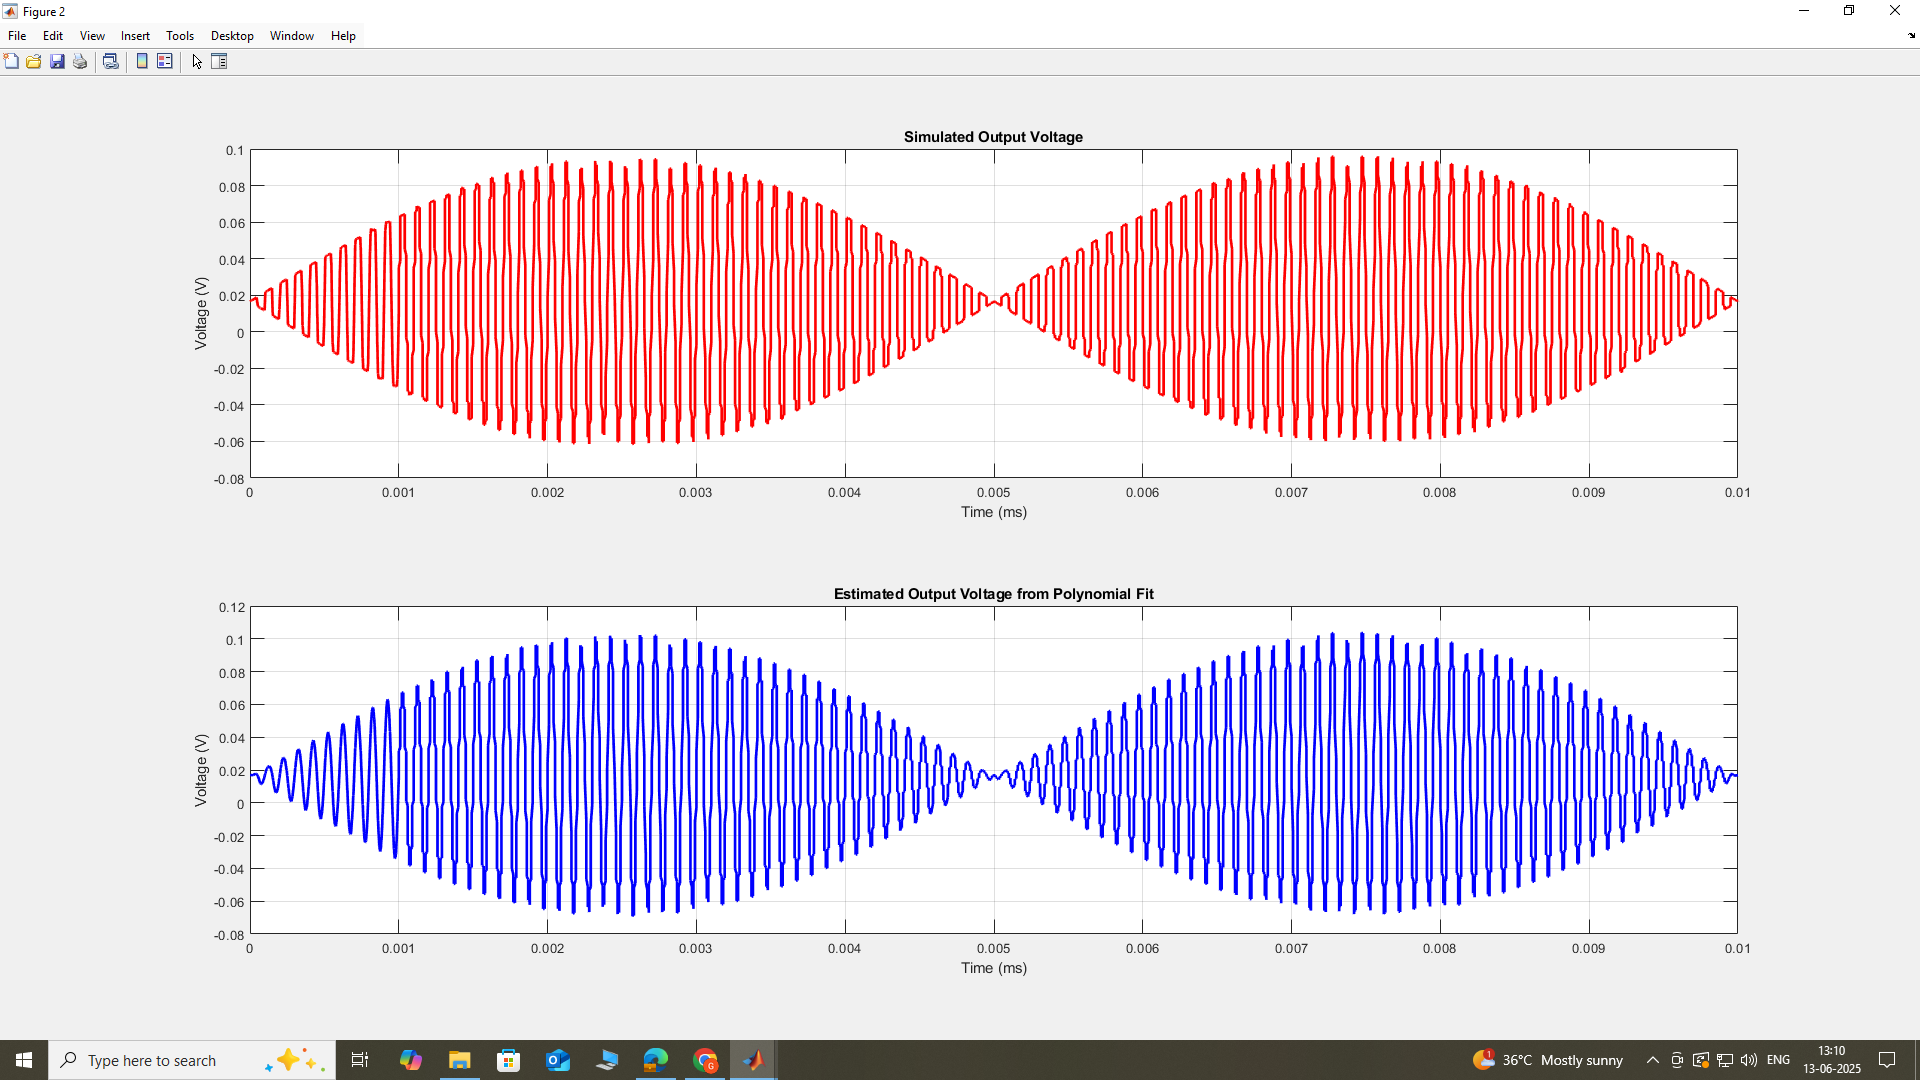 Figure 2
File Edit View Insert Tools Desktop Window Help
Simulated Output Voltage
Voltage (V)
0.1
0.08
0.06
0.04
0.02
0
-0.02
-0.04
-0.06
-0.08
0 0.001 0.002 0.003 0.004 0.005 0.006 0.007 0.008 0.009 0.01
Time (ms)
Estimated Output Voltage from Polynomial Fit
Voltage (V)
0.12
0.1
0.08
0.06
0.04
0.02
0
-0.02
-0.04
-0.06
-0.08
0 0.001 0.002 0.003 0.004 0.005 0.006 0.007 0.008 0.009 0.01
Time (ms)
Type here to search
1
36°C Mostly sunny
ENG
13:10
13-06-2025